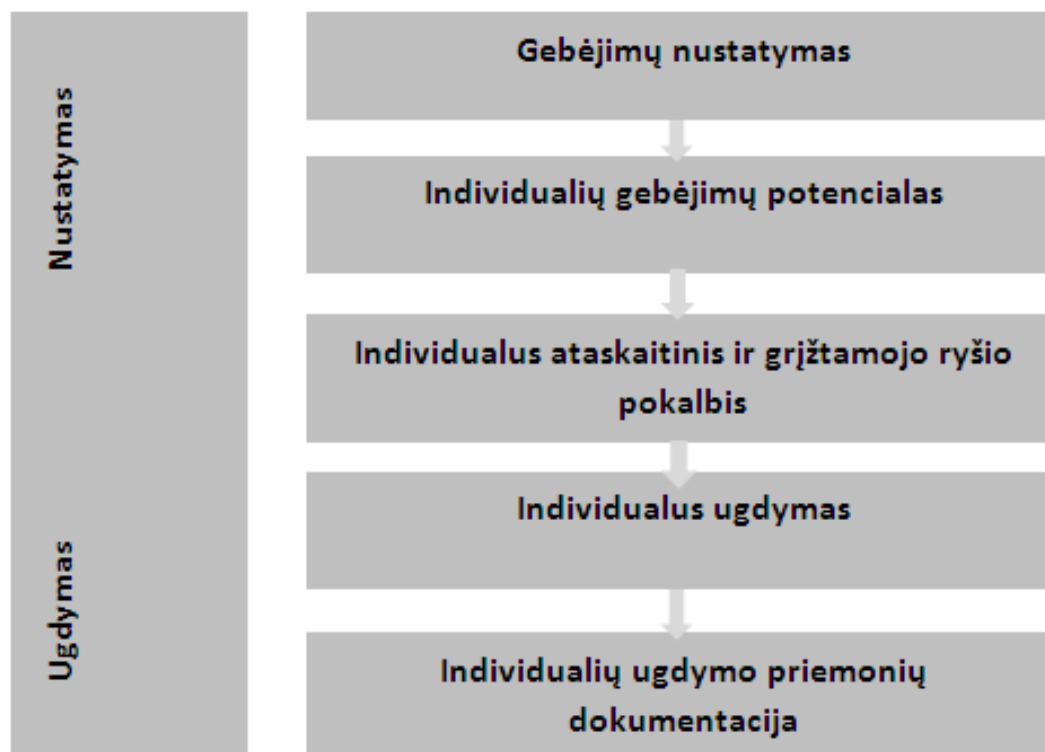 Nustatymas
Ugdymas
Gebėjimų nustatymas
Individualių gebėjimų potencialas
Individualus ataskaitinis ir grįžtamojo ryšio
pokalbis
Individualus ugdymas
Individualių ugdymo priemonių
dokumentacija